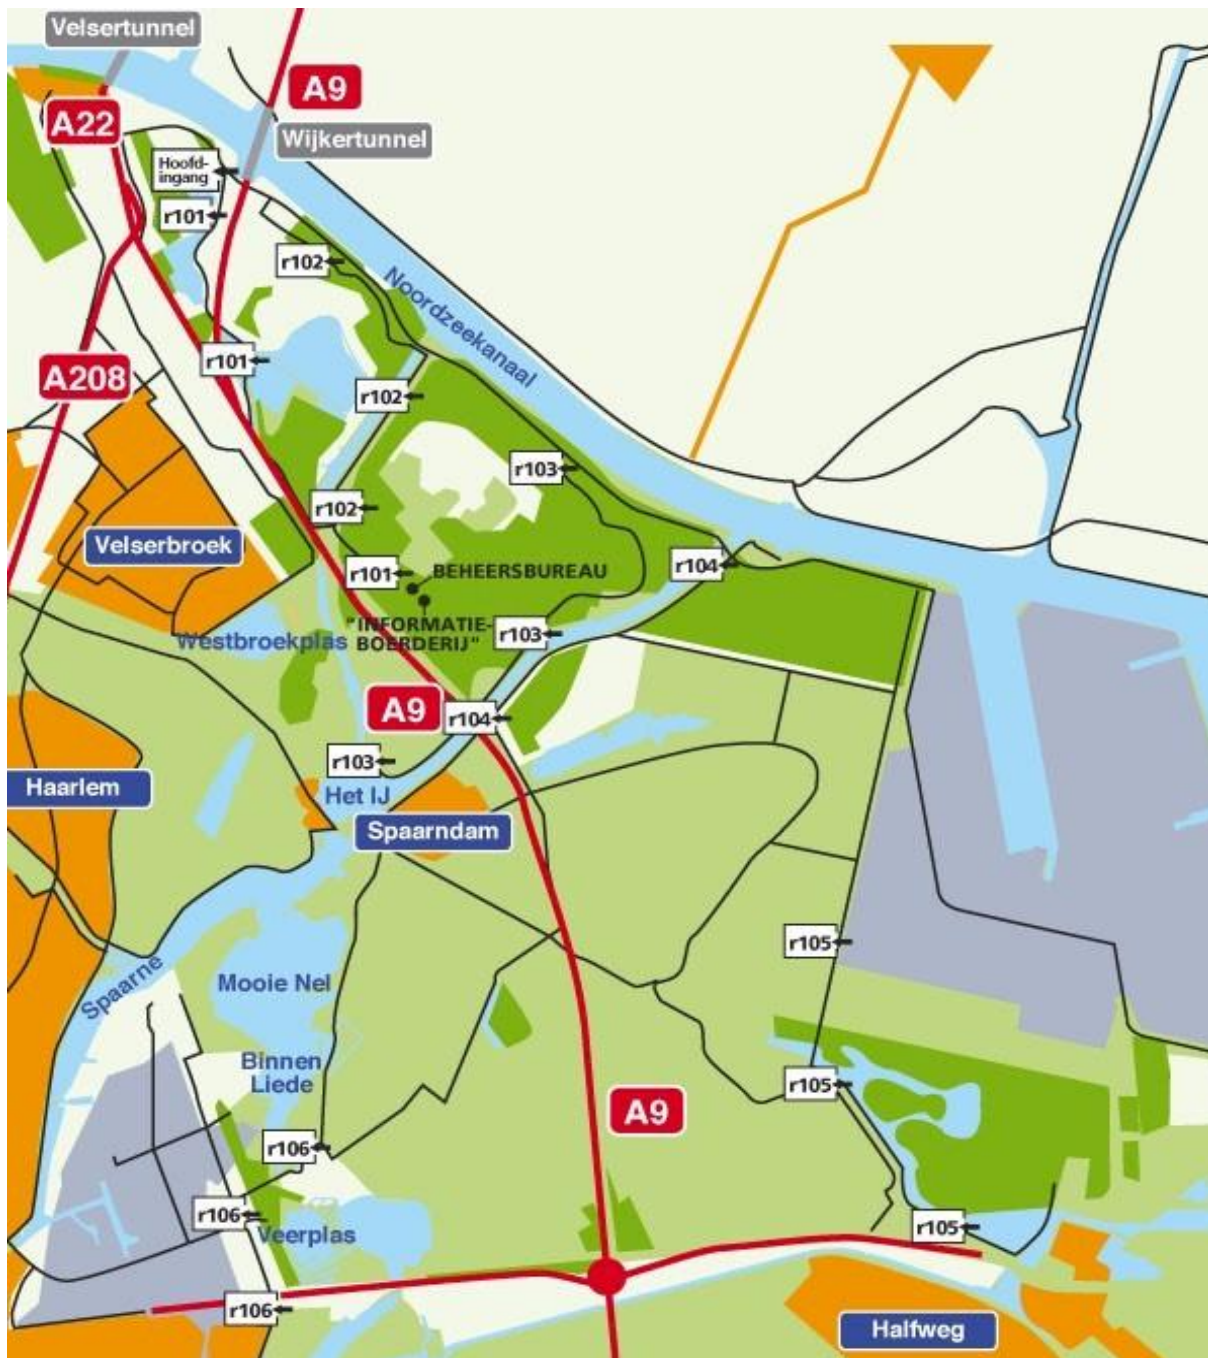 Velsertunnel
A9
A22
Wijkertunnel
Hoofd-
ingang
r101
r102
Noordzeekanaal
r101
A208
r102
r103
r102
Velserbroek
r104
r101
BEHEERSBUREAU
"INFORMATIE-
BOERDERIJ"
r103
Westbroekplas
A9
r104
r103
Haarlem
Het IJ
Spaarndam
r105
Spaarne
Mooie Nel
Binnen
Liede
r105
A9
r106
r106
Veerplas
r105
r106
Halfweg